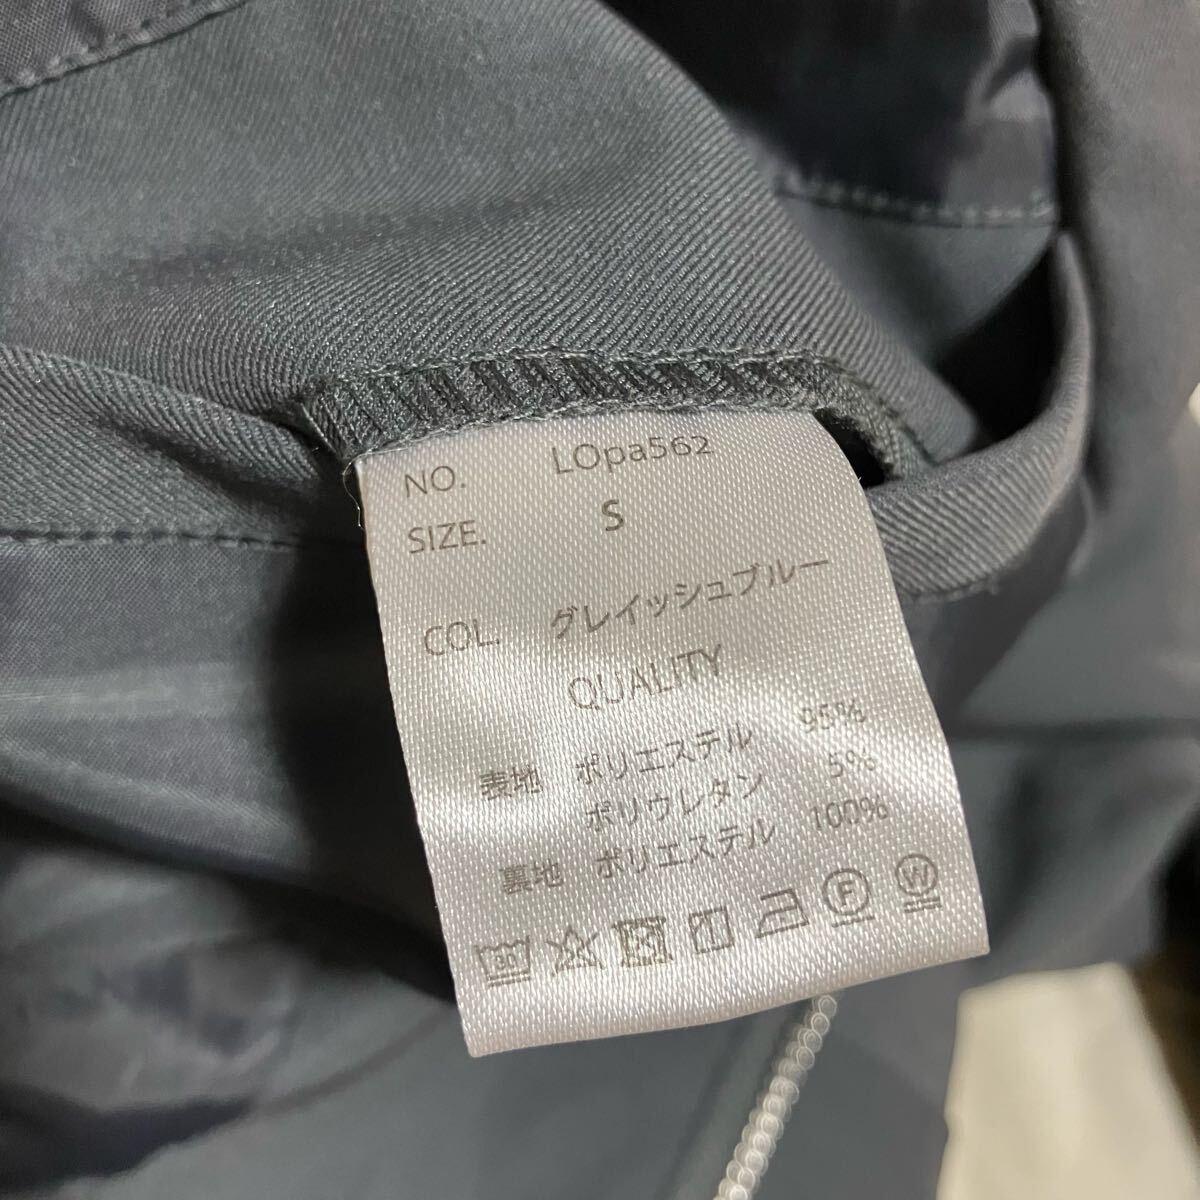 NO. LOpa562
SIZE. S
COL. グレイッシュブルー
QUALITY
表地 ポリエステル 95%
ポリウレタン 5%
裏地 ポリエステル 100%
30 F W